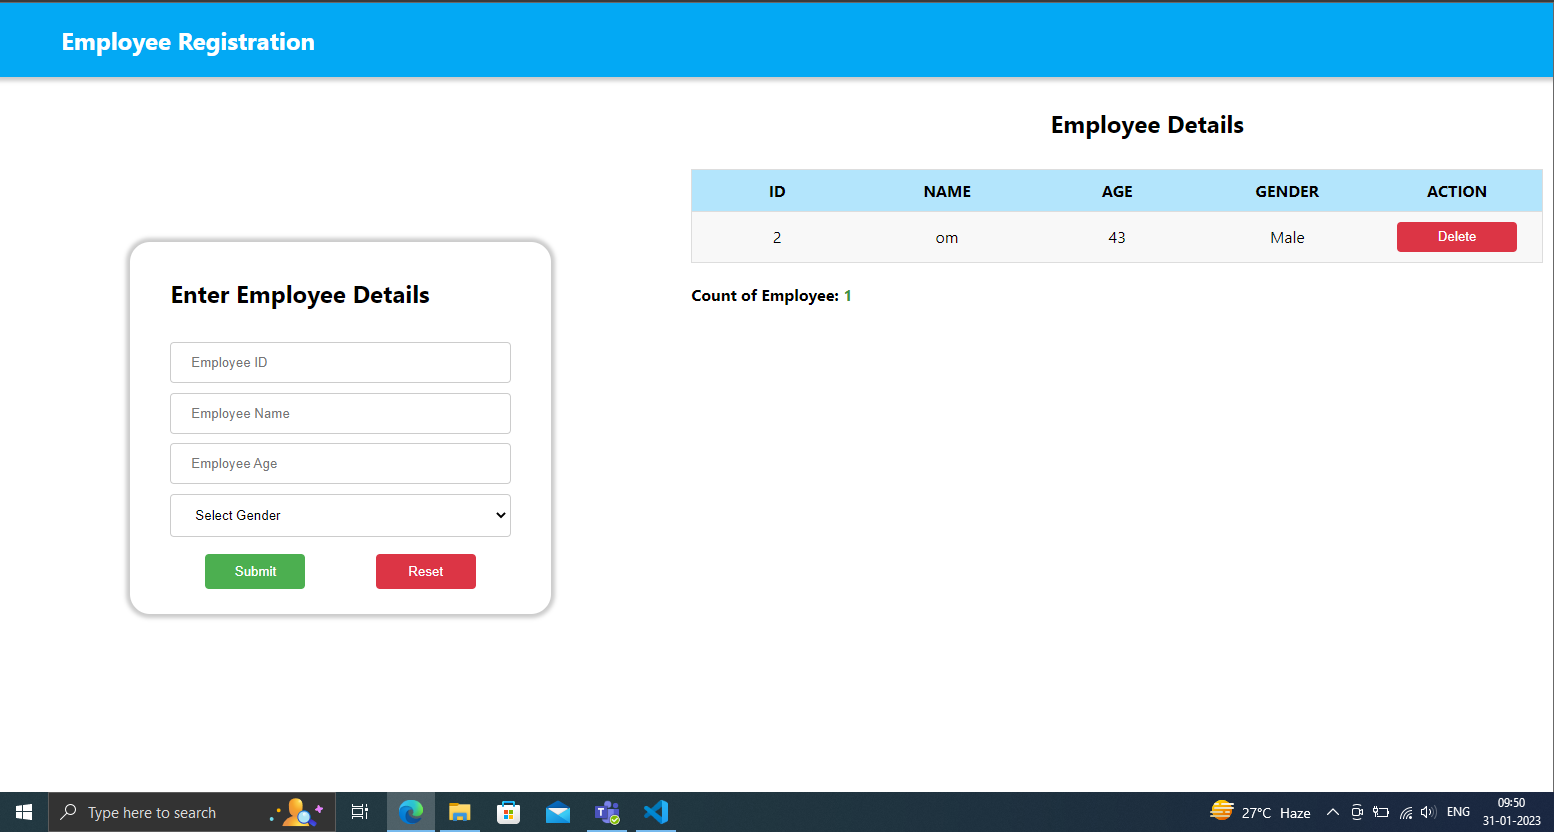 Employee Registration
Employee Details
ID NAME AGE GENDER ACTION
2 om 43 Male Delete
Count of Employee: 1
Enter Employee Details
Employee ID
Employee Name
Employee Age
Select Gender
Submit Reset
Type here to search
27°C Haze
ENG
09:50
31-01-2023